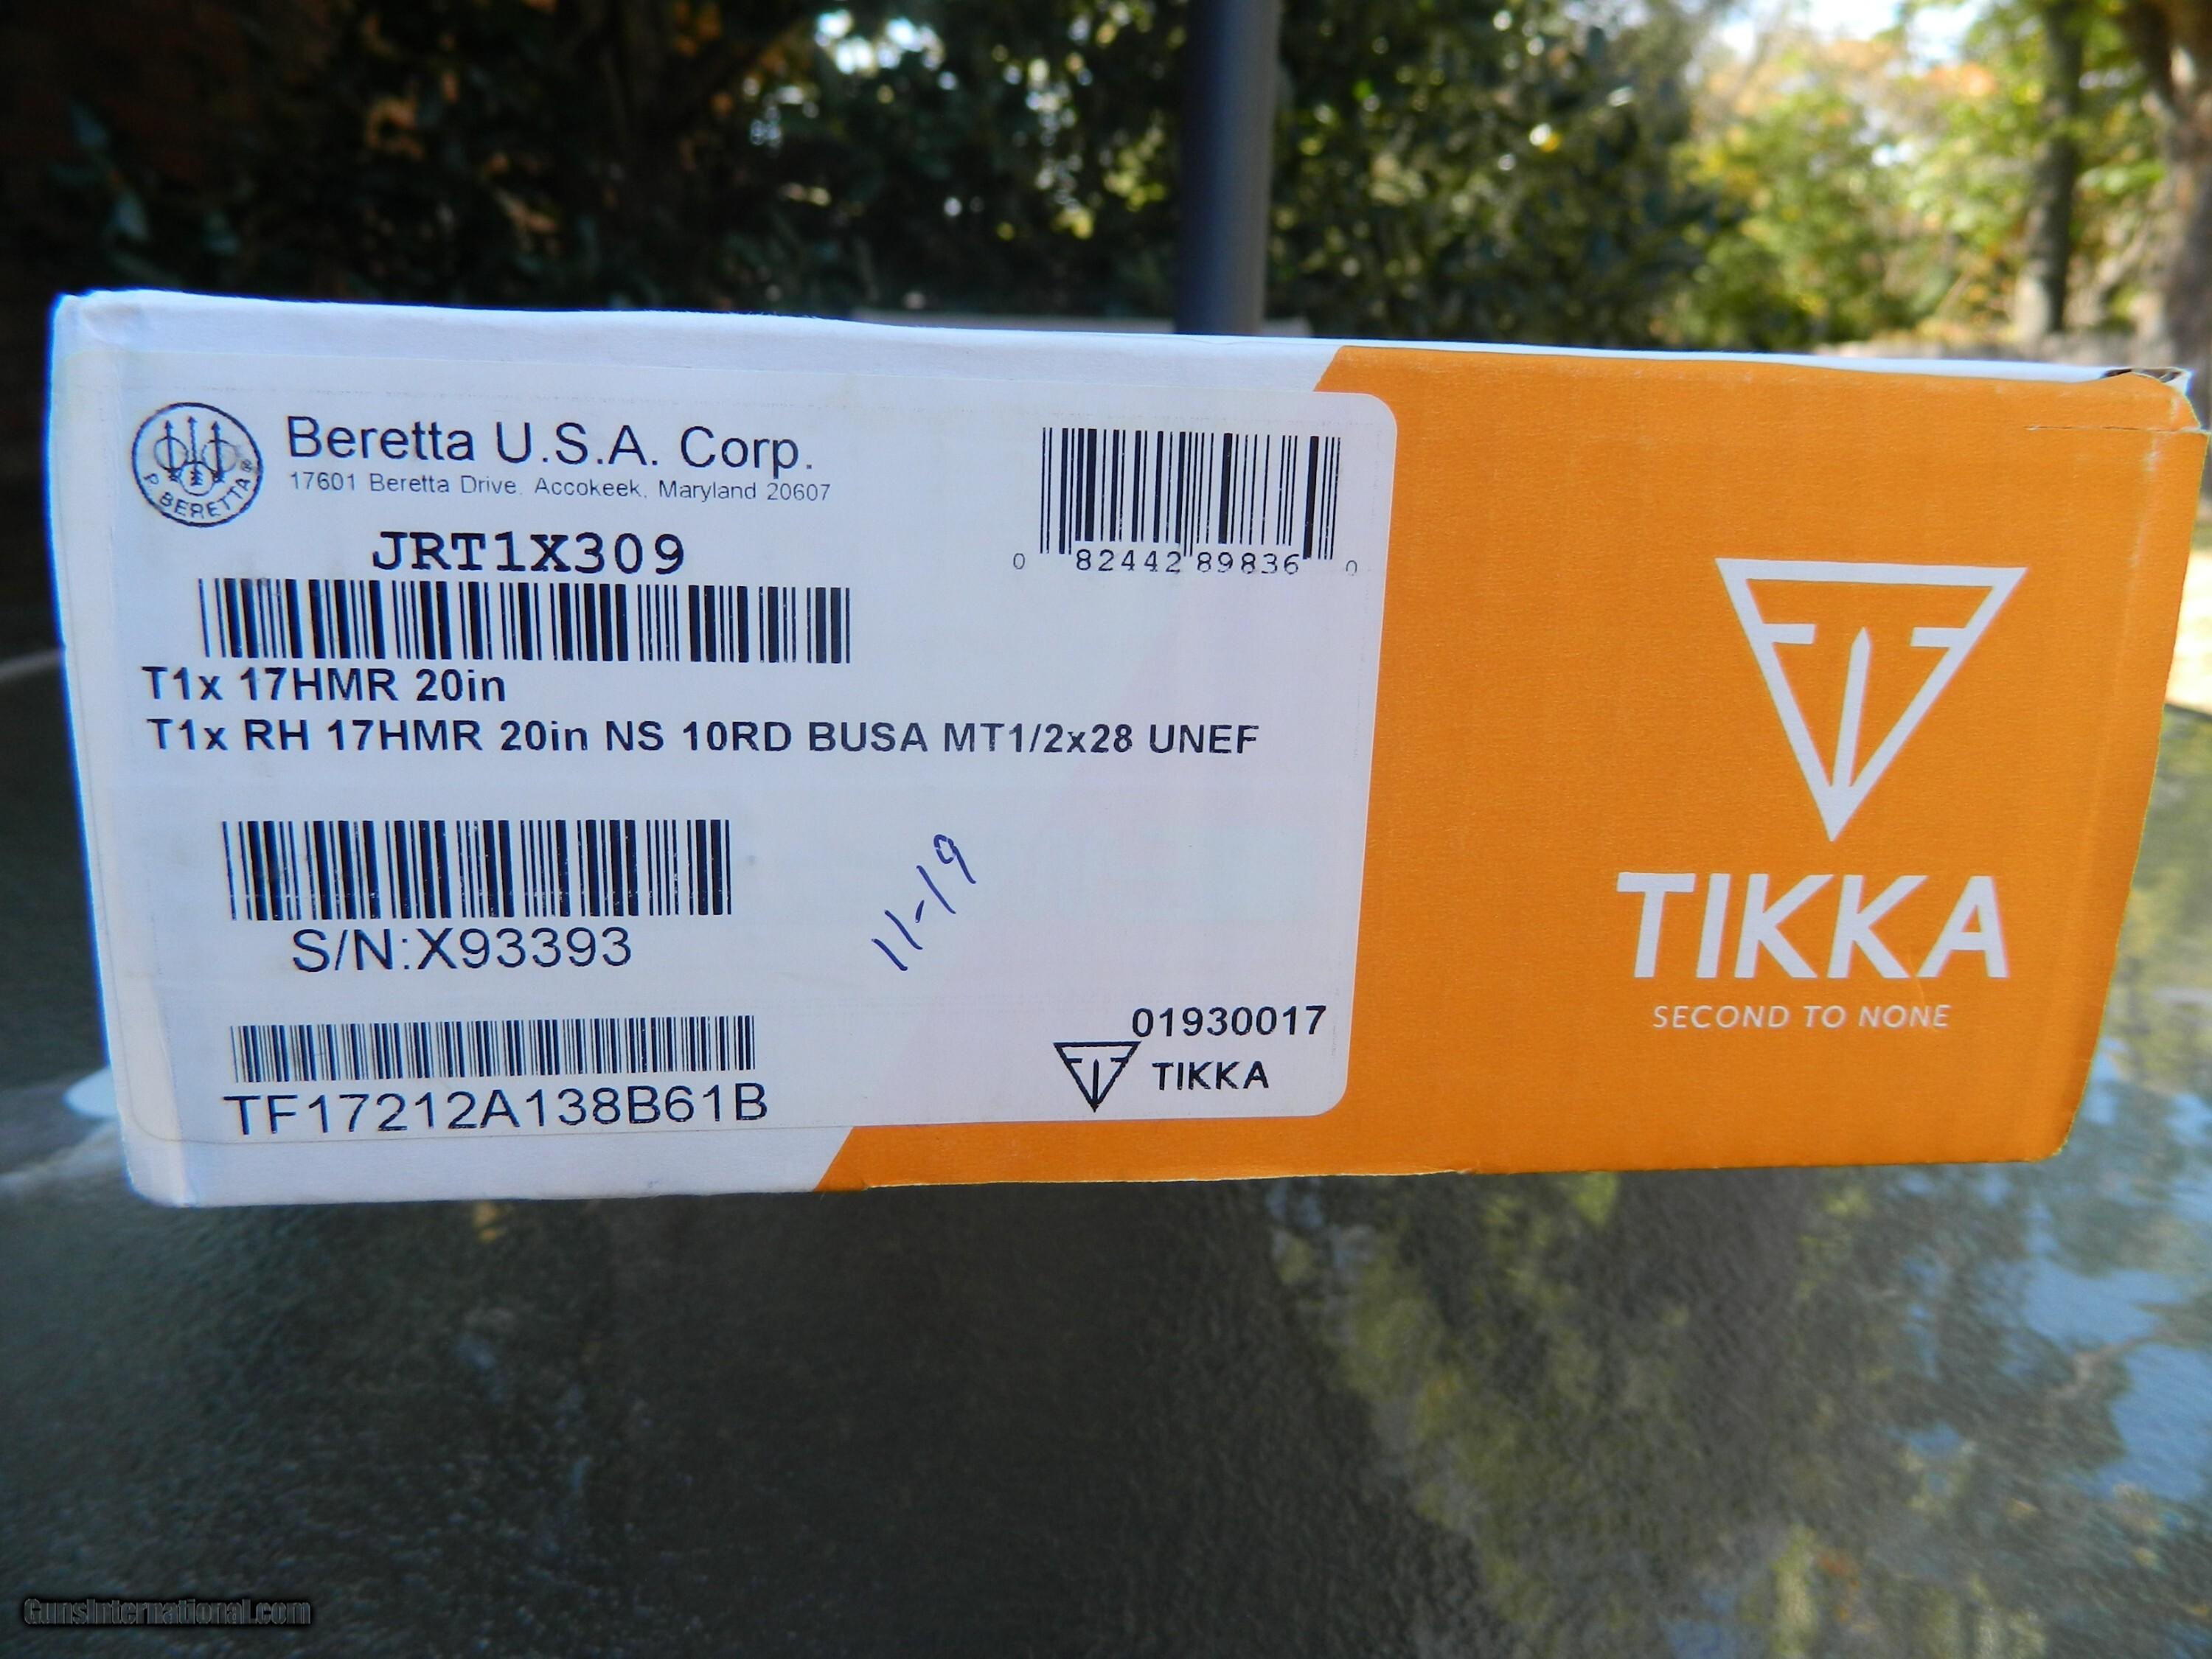 Beretta U.S.A. Corp.
17601 Beretta Drive, Accokeek, Maryland 20607
P. BERETTA ®
JRT1X309
0 82442 89836 0
T1x 17HMR 20in
T1x RH 17HMR 20in NS 10RD BUSA MT1/2x28 UNEF
S/N:X93393
11-19
TF17212A138B61B
01930017
TIKKA
TIKKA
SECOND TO NONE
GunsInternational.com